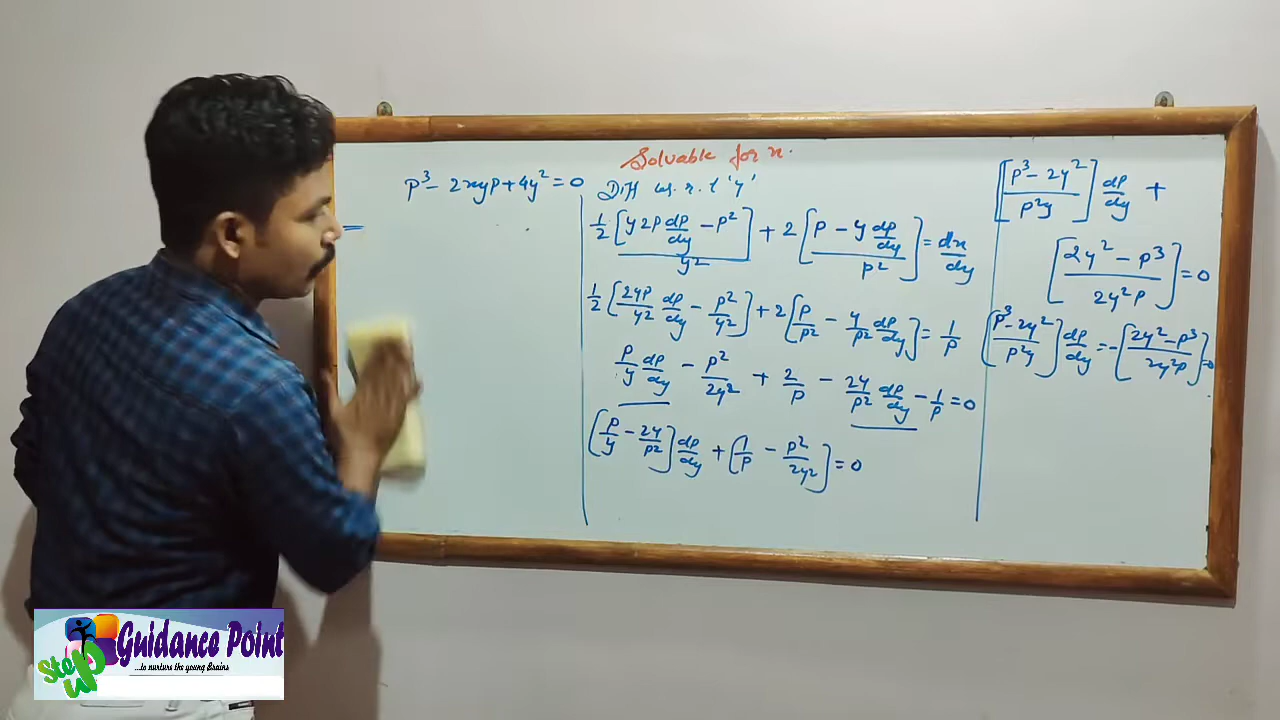 Solvable for x.
p³ - 2xyp + 4y² = 0
=
Diff w.r.t 'y'
1/2 [(y 2p dp/dy - p²)/y²] + 2 [(p - y dp/dy)/p²] = dx/dy
1/2 [2yp/y² dp/dy - p²/y²] + 2 [p/p² - y/p² dp/dy] = 1/p
p/y dp/dy - p²/2y² + 2/p - 2y/p² dp/dy - 1/p = 0
[p/y - 2y/p²] dp/dy + [1/p - p²/2y²] = 0
[(p³ - 2y²)/p²y] dp/dy +
[(2y² - p³)/2y²p] = 0
[(p³ - 2y²)/p²y] dp/dy = -[(2y² - p³)/2y²p] = 0
Step up
Guidance Point
...to nurture the young Brains